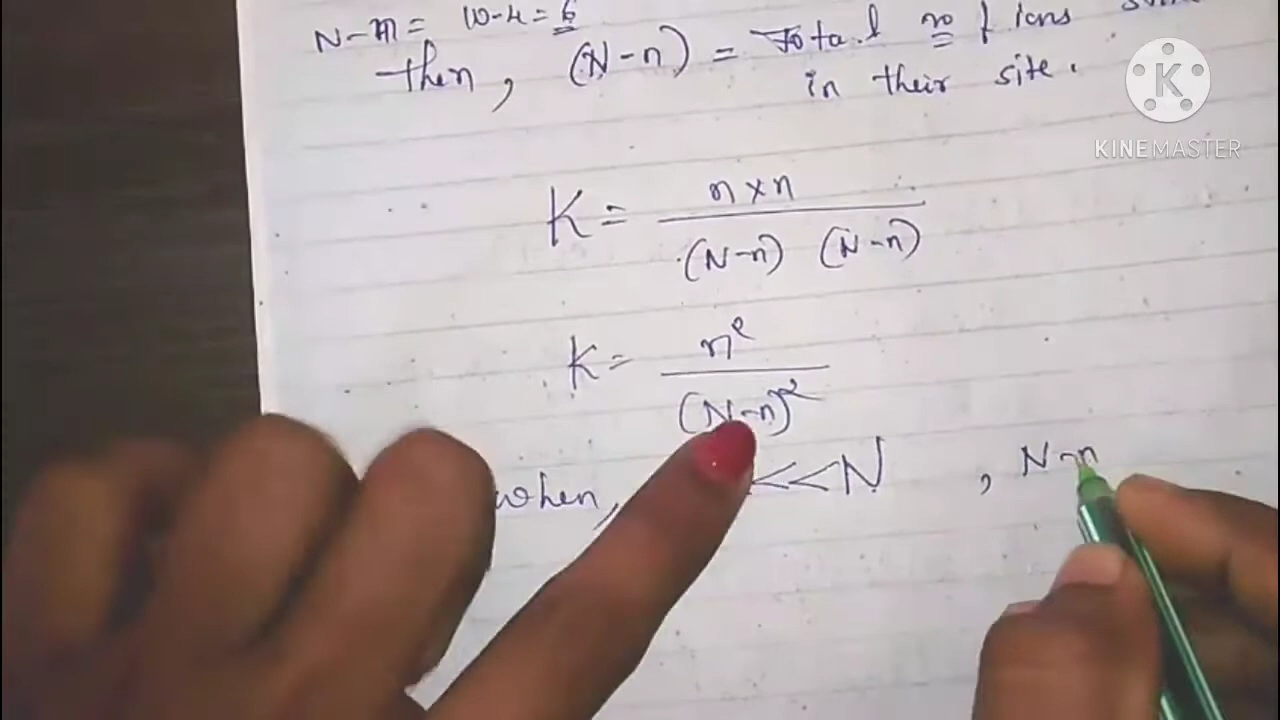 N-m = 10-4 = 6
then, (N-n) = Total no of ions
in their site.
K
KINEMASTER
K = n×n / (N-n) (N-n)
K = n² / (N-n)²
when, <<N , N-n